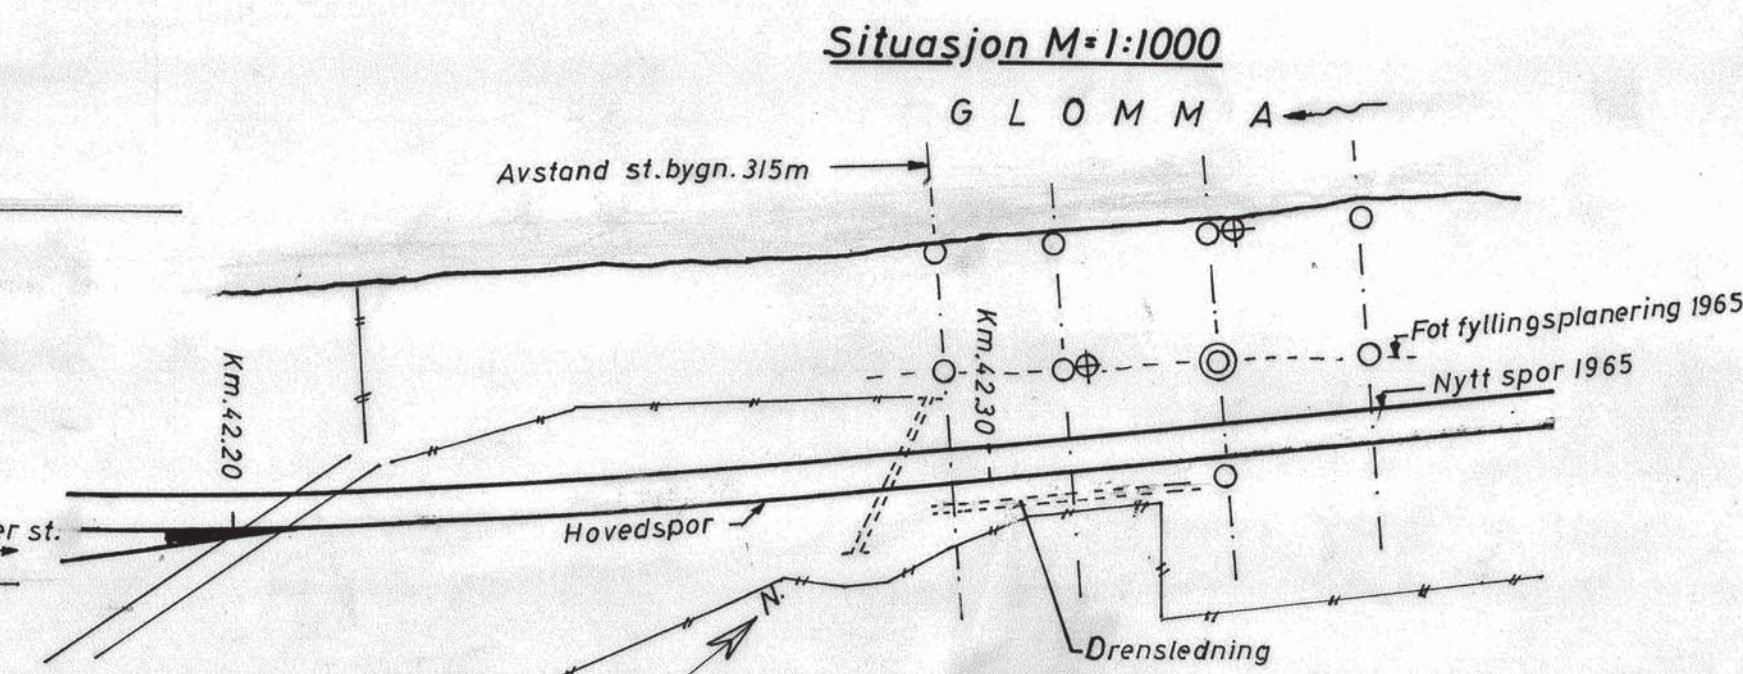 Situasjon M=1:1000
G L O M M A
Avstand st.bygn. 315m
Fot fyllingsplanering 1965
Nytt spor 1965
Km.42.20
Km.42.30
er st.
Hovedspor
N.
Drensledning